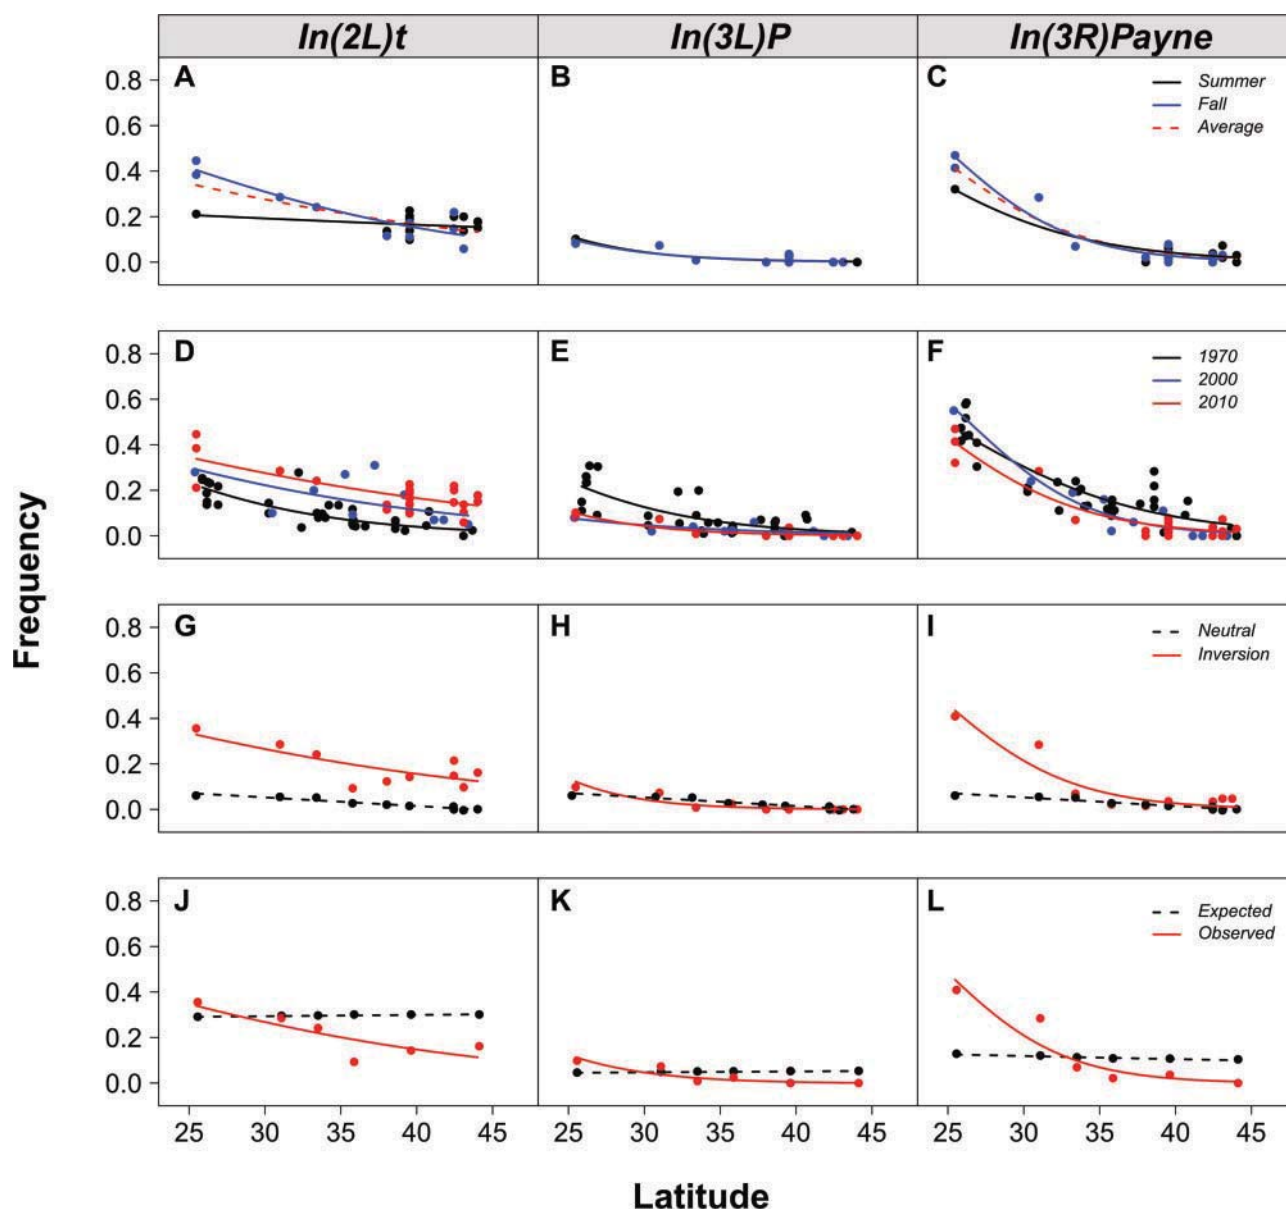 In(2L)t In(3L)P In(3R)Payne
A B C
Summer
Fall
Average
0.8
0.6
0.4
0.2
0.0
D E F
1970
2000
2010
0.8
0.6
0.4
0.2
0.0
G H I
Neutral
Inversion
0.8
0.6
0.4
0.2
0.0
J K L
Expected
Observed
0.8
0.6
0.4
0.2
0.0
Frequency
25 30 35 40 45 25 30 35 40 45 25 30 35 40 45
Latitude